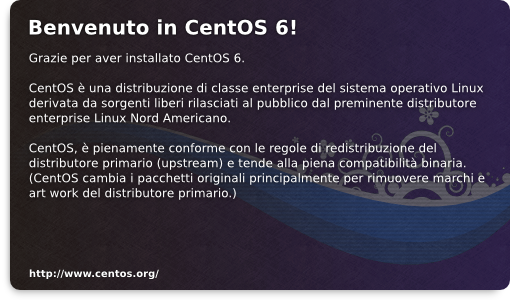 Benvenuto in CentOS 6!
Grazie per aver installato CentOS 6.
CentOS è una distribuzione di classe enterprise del sistema operativo Linux
derivata da sorgenti liberi rilasciati al pubblico dal preminente distributore
enterprise Linux Nord Americano.
CentOS, è pienamente conforme con le regole di redistribuzione del
distributore primario (upstream) e tende alla piena compatibilità binaria.
(CentOS cambia i pacchetti originali principalmente per rimuovere marchi e
art work del distributore primario.)
http://www.centos.org/